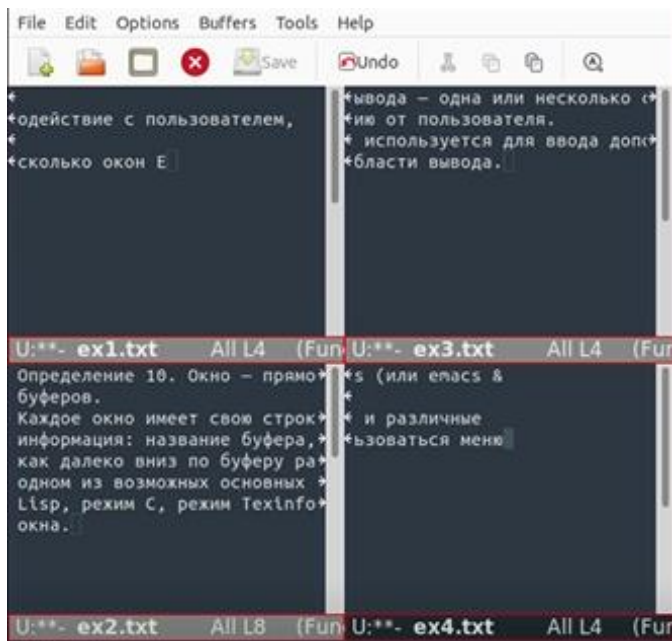 File Edit Options Buffers Tools Help
Save Undo
одействие с пользователем,
сколько окон E
U:**- ex1.txt All L4 (Fun
ывода — одна или несколько
ию от пользователя.
используется для ввода допо
бласти вывода.
U:**- ex3.txt All L4 (Fun
Определение 10. Окно — прямо
буферов.
Каждое окно имеет свою строк
информация: название буфера,
как далеко вниз по буферу ра
одном из возможных основных
Lisp, режим C, режим Texinfo
окна.
U:**- ex2.txt All L8 (Fun
s (или emacs &
и различные
ьзоваться меню
U:**- ex4.txt All L4 (Fu